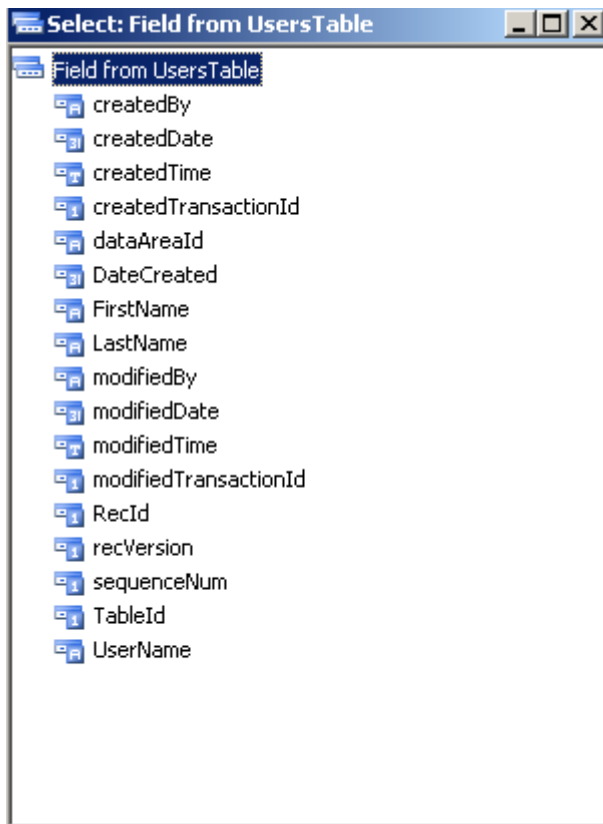 Select: Field from UsersTable
Field from UsersTable
createdBy
createdDate
createdTime
createdTransactionId
dataAreaId
DateCreated
FirstName
LastName
modifiedBy
modifiedDate
modifiedTime
modifiedTransactionId
RecId
recVersion
sequenceNum
TableId
UserName